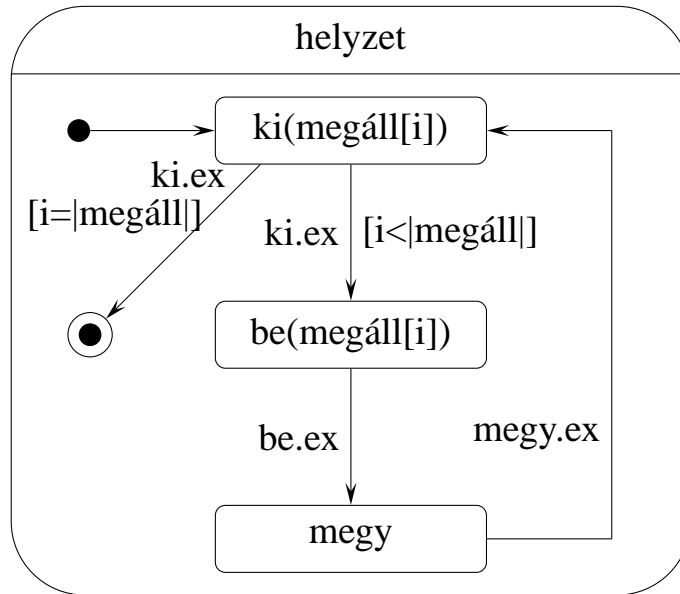 helyzet
ki(megáll[i])
ki.ex
[i=|megáll|]
ki.ex
[i<|megáll|]
be(megáll[i])
be.ex
megy.ex
megy